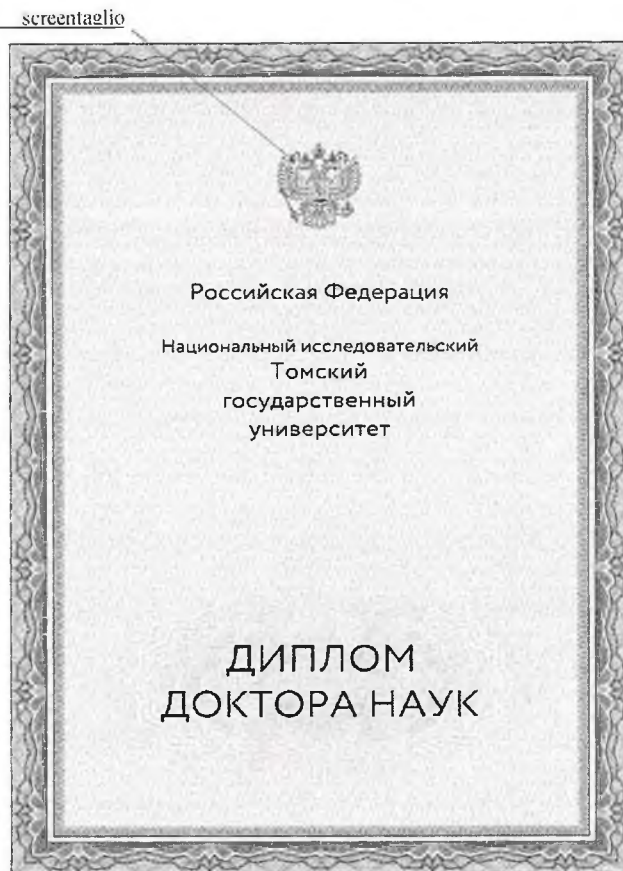 screentaglio
Российская Федерация
Национальный исследовательский
Томский
государственный
университет
ДИПЛОМ
ДОКТОРА НАУК